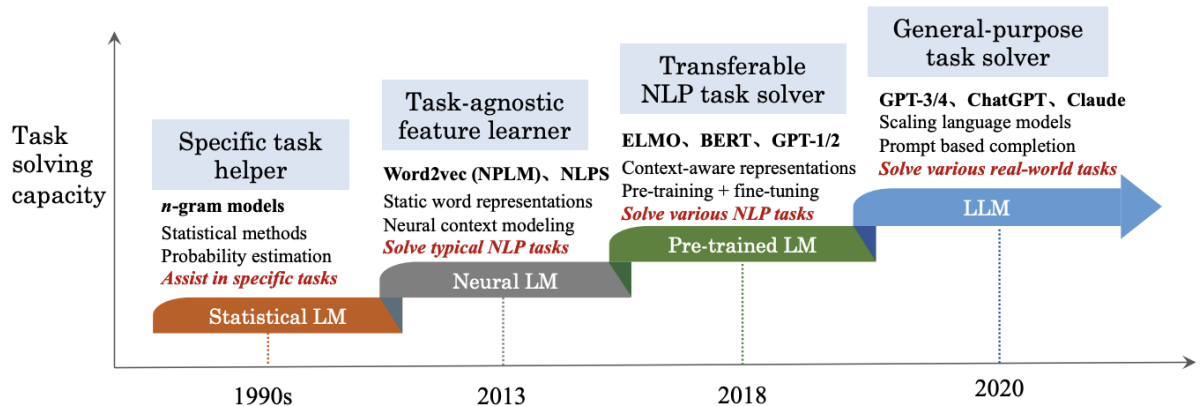 Task
solving
capacity
Specific task
helper
n-gram models
Statistical methods
Probability estimation
Assist in specific tasks
Statistical LM
1990s
Task-agnostic
feature learner
Word2vec (NPLM)、NLPS
Static word representations
Neural context modeling
Solve typical NLP tasks
Neural LM
2013
Transferable
NLP task solver
ELMO、BERT、GPT-1/2
Context-aware representations
Pre-training + fine-tuning
Solve various NLP tasks
Pre-trained LM
2018
General-purpose
task solver
GPT-3/4、ChatGPT、Claude
Scaling language models
Prompt based completion
Solve various real-world tasks
LLM
2020